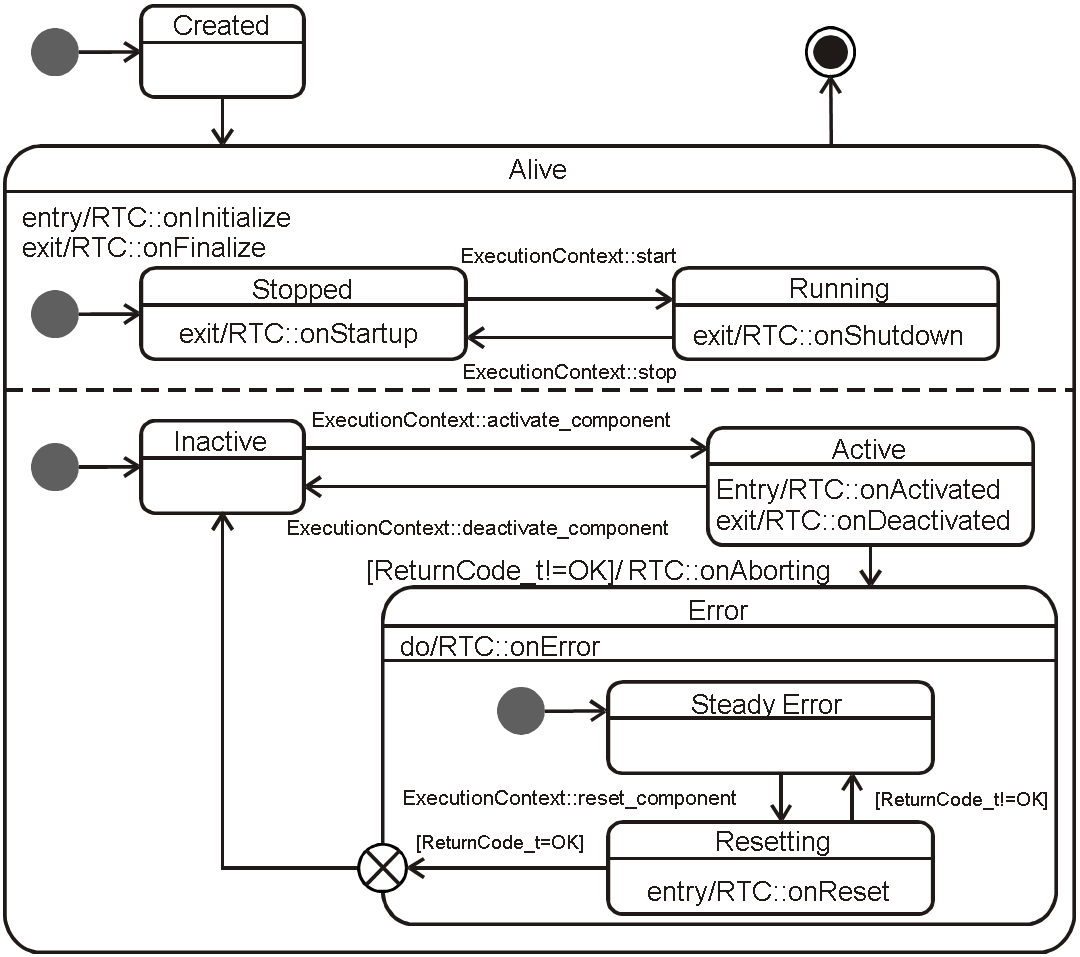 Created
Alive
entry/RTC::onInitialize
exit/RTC::onFinalize
ExecutionContext::start
Stopped
Running
exit/RTC::onStartup
exit/RTC::onShutdown
ExecutionContext::stop
ExecutionContext::activate_component
Inactive
Active
Entry/RTC::onActivated
exit/RTC::onDeactivated
ExecutionContext::deactivate_component
[ReturnCode_t!=OK]/ RTC::onAborting
Error
do/RTC::onError
Steady Error
ExecutionContext::reset_component
[ReturnCode_t!=OK]
[ReturnCode_t=OK]
Resetting
entry/RTC::onReset